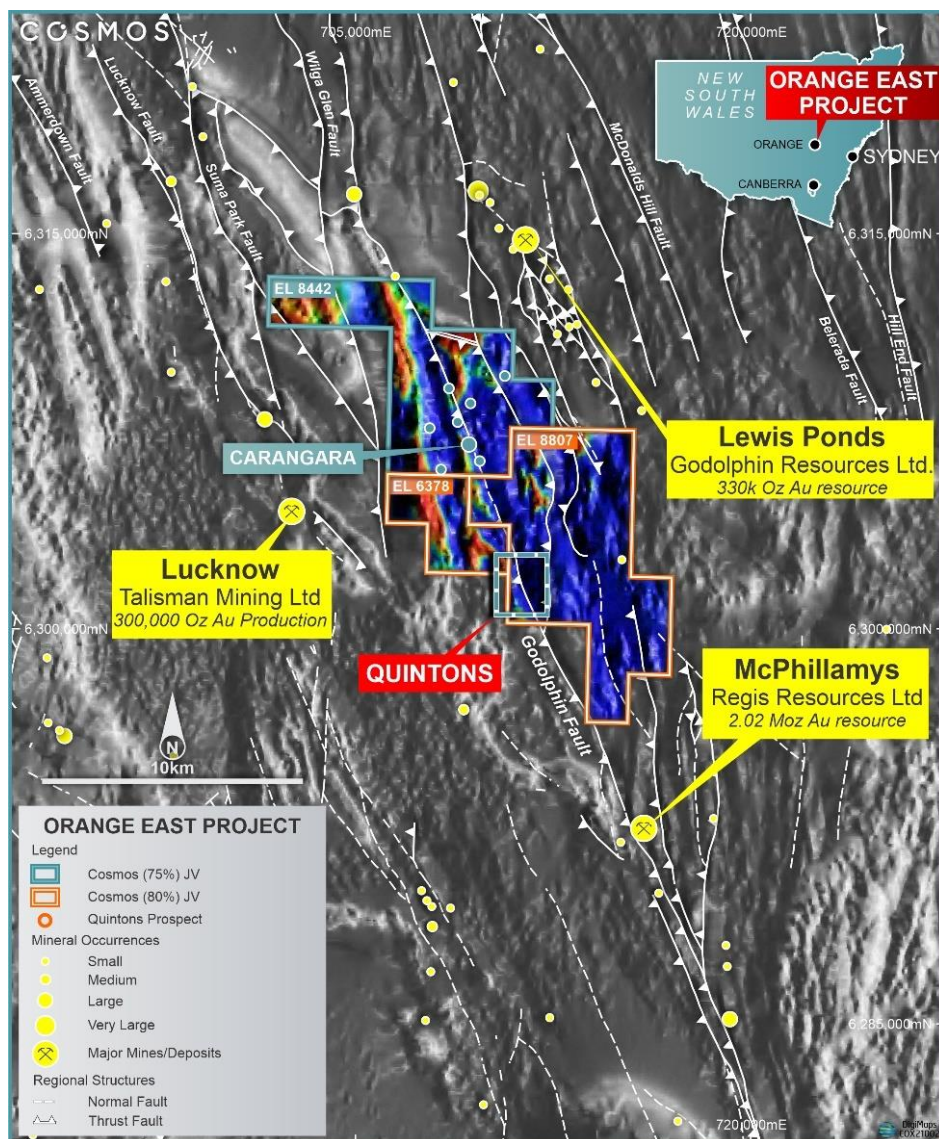 COSMOS
705,000mE
720,000mE
NEW
SOUTH
WALES
ORANGE EAST
PROJECT
ORANGE
SYDNEY
CANBERRA
Ammerdown Fault
Lucknow Fault
Suma Park Fault
Wilga Glen Fault
McDonalds Hill Fault
Belerada Fault
Hill End Fault
6,315,000mN
6,315,000mN
EL 8442
CARANGARA
EL 8807
EL 6378
Lewis Ponds
Godolphin Resources Ltd.
330k Oz Au resource
Lucknow
Talisman Mining Ltd
300,000 Oz Au Production
6,300,000mN
6,300,000mN
QUINTONS
Godolphin Fault
McPhillamys
Regis Resources Ltd
2.02 Moz Au resource
N
10km
ORANGE EAST PROJECT
Legend
Cosmos (75%) JV
Cosmos (80%) JV
Quintons Prospect
Mineral Occurrences
Small
Medium
Large
Very Large
Major Mines/Deposits
Regional Structures
Normal Fault
Thrust Fault
6,285,000mN
720,000mE
DigiMaps